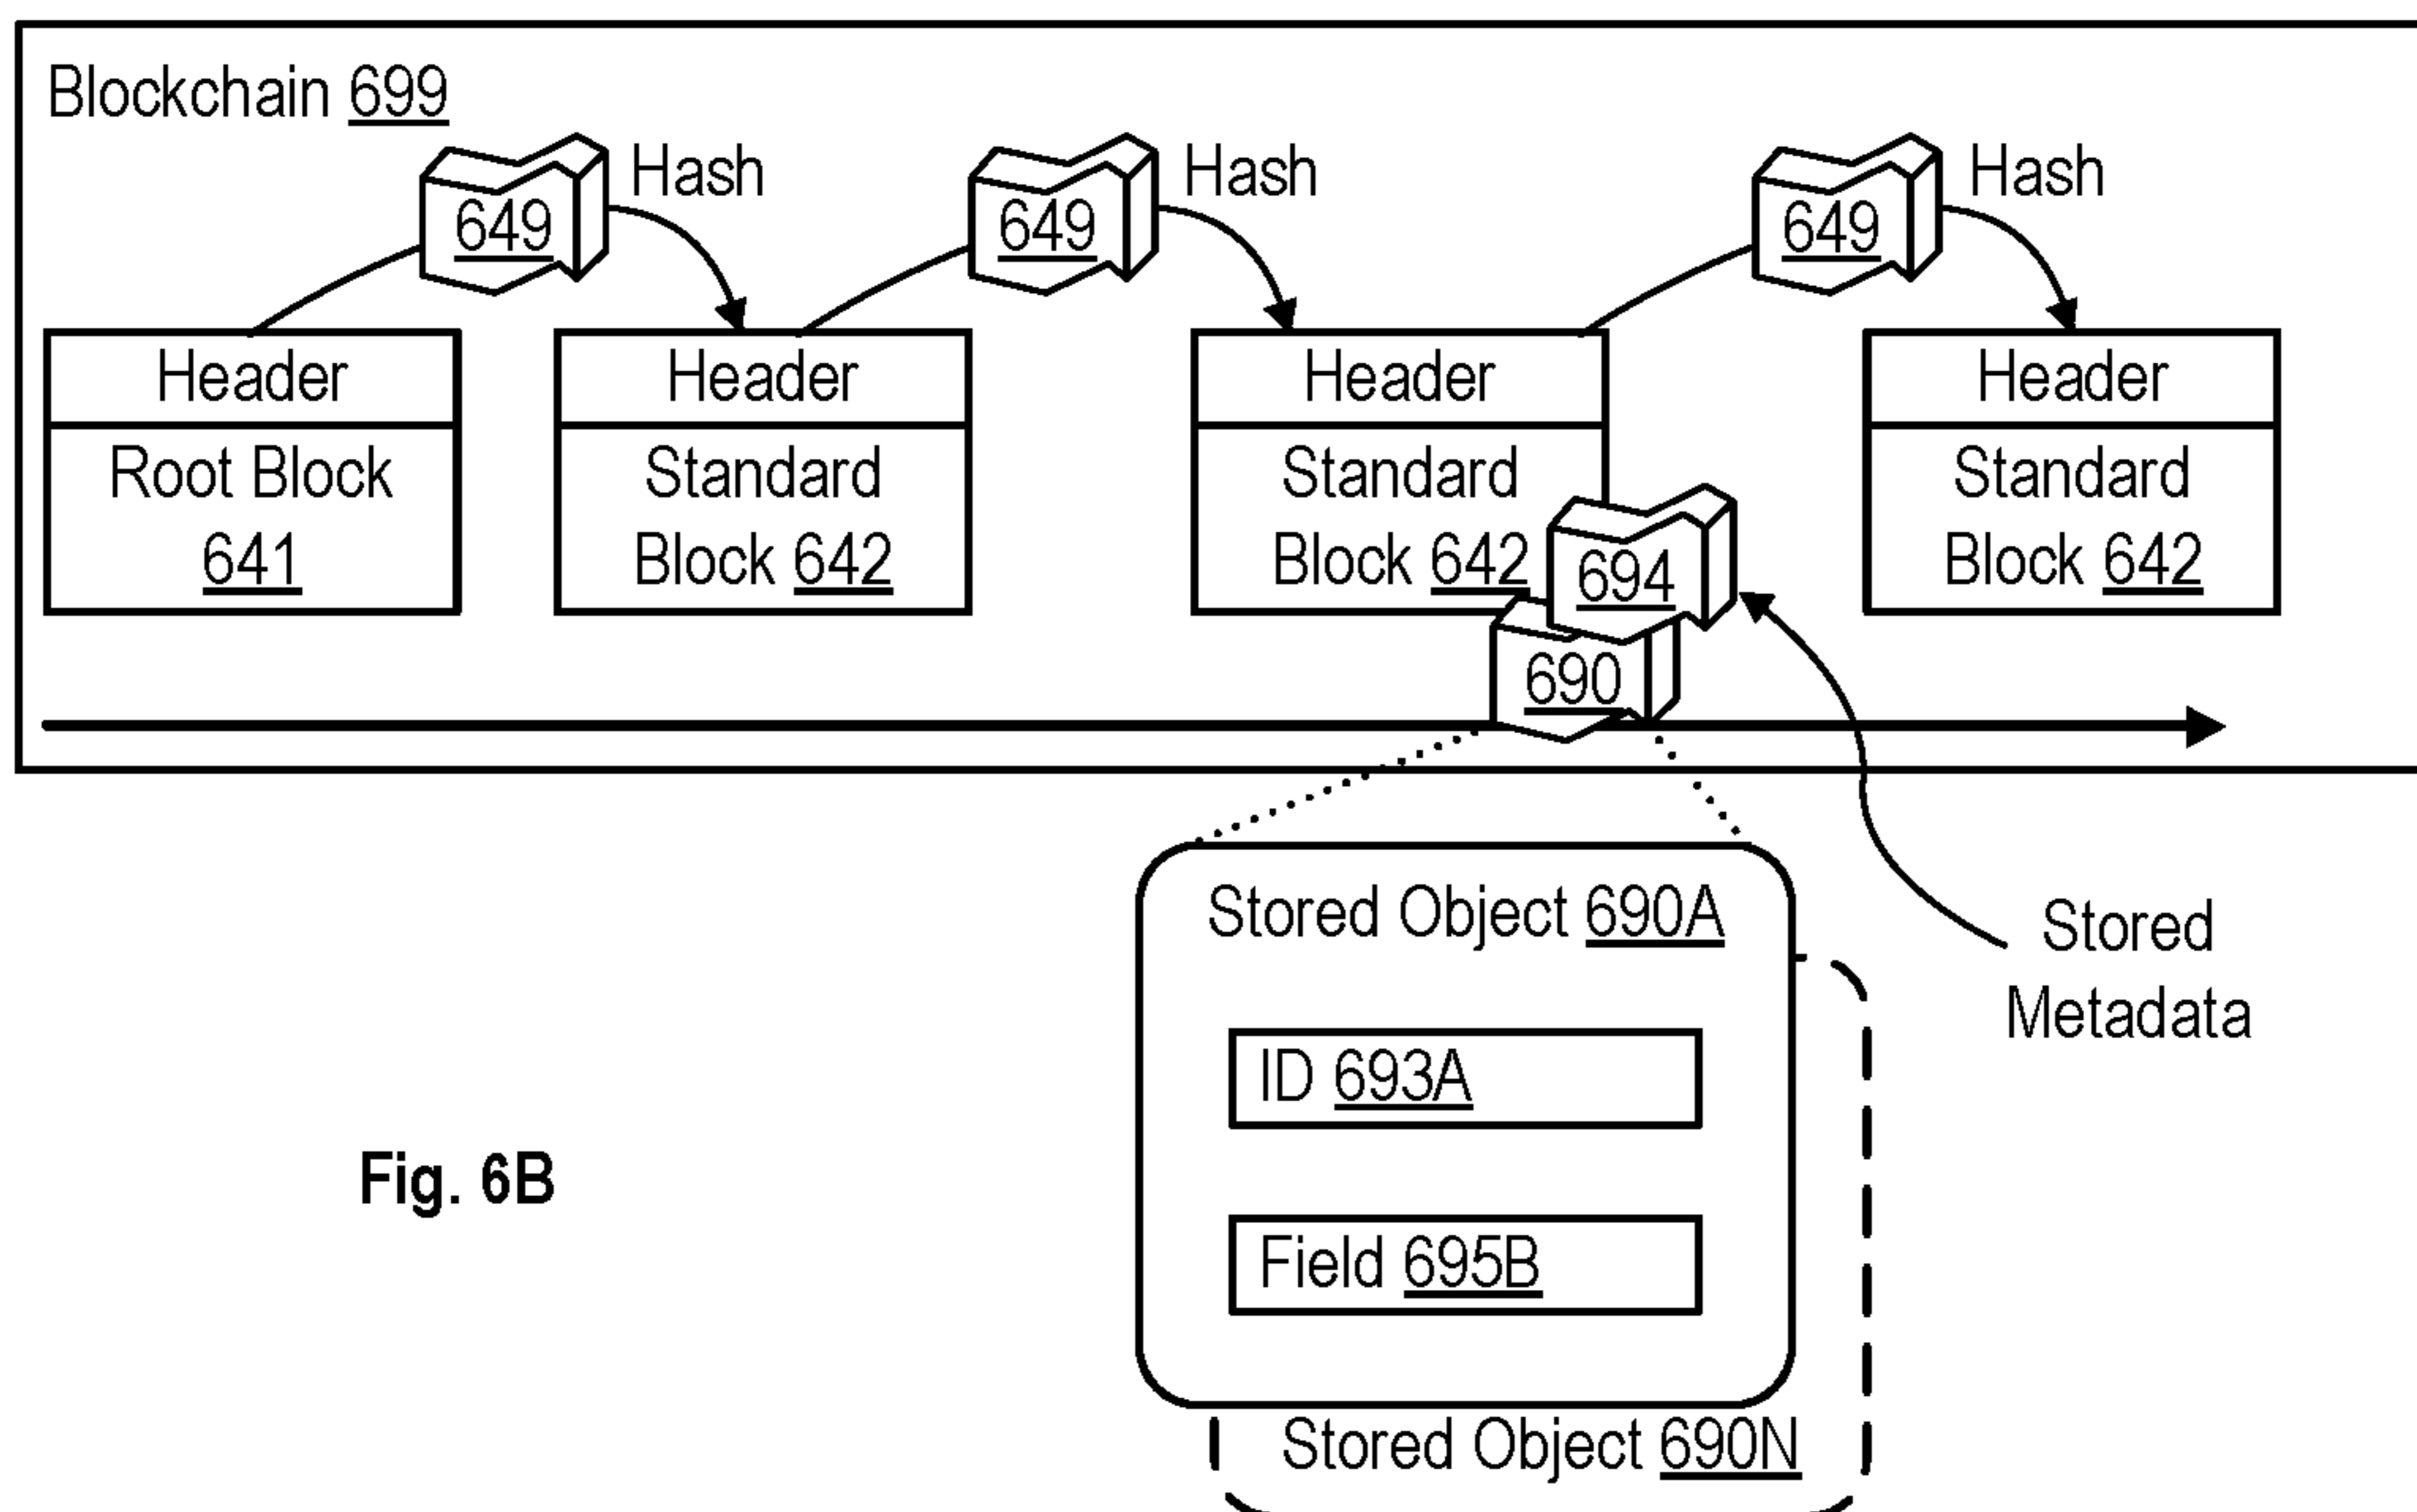 Blockchain 699
649
Hash
649
Hash
649
Hash
Header
Root Block
641
Header
Standard
Block 642
Header
Standard
Block 642
694
690
Header
Standard
Block 642
Stored Object 690A
ID 693A
Field 695B
Stored Object 690N
Stored
Metadata
Fig. 6B